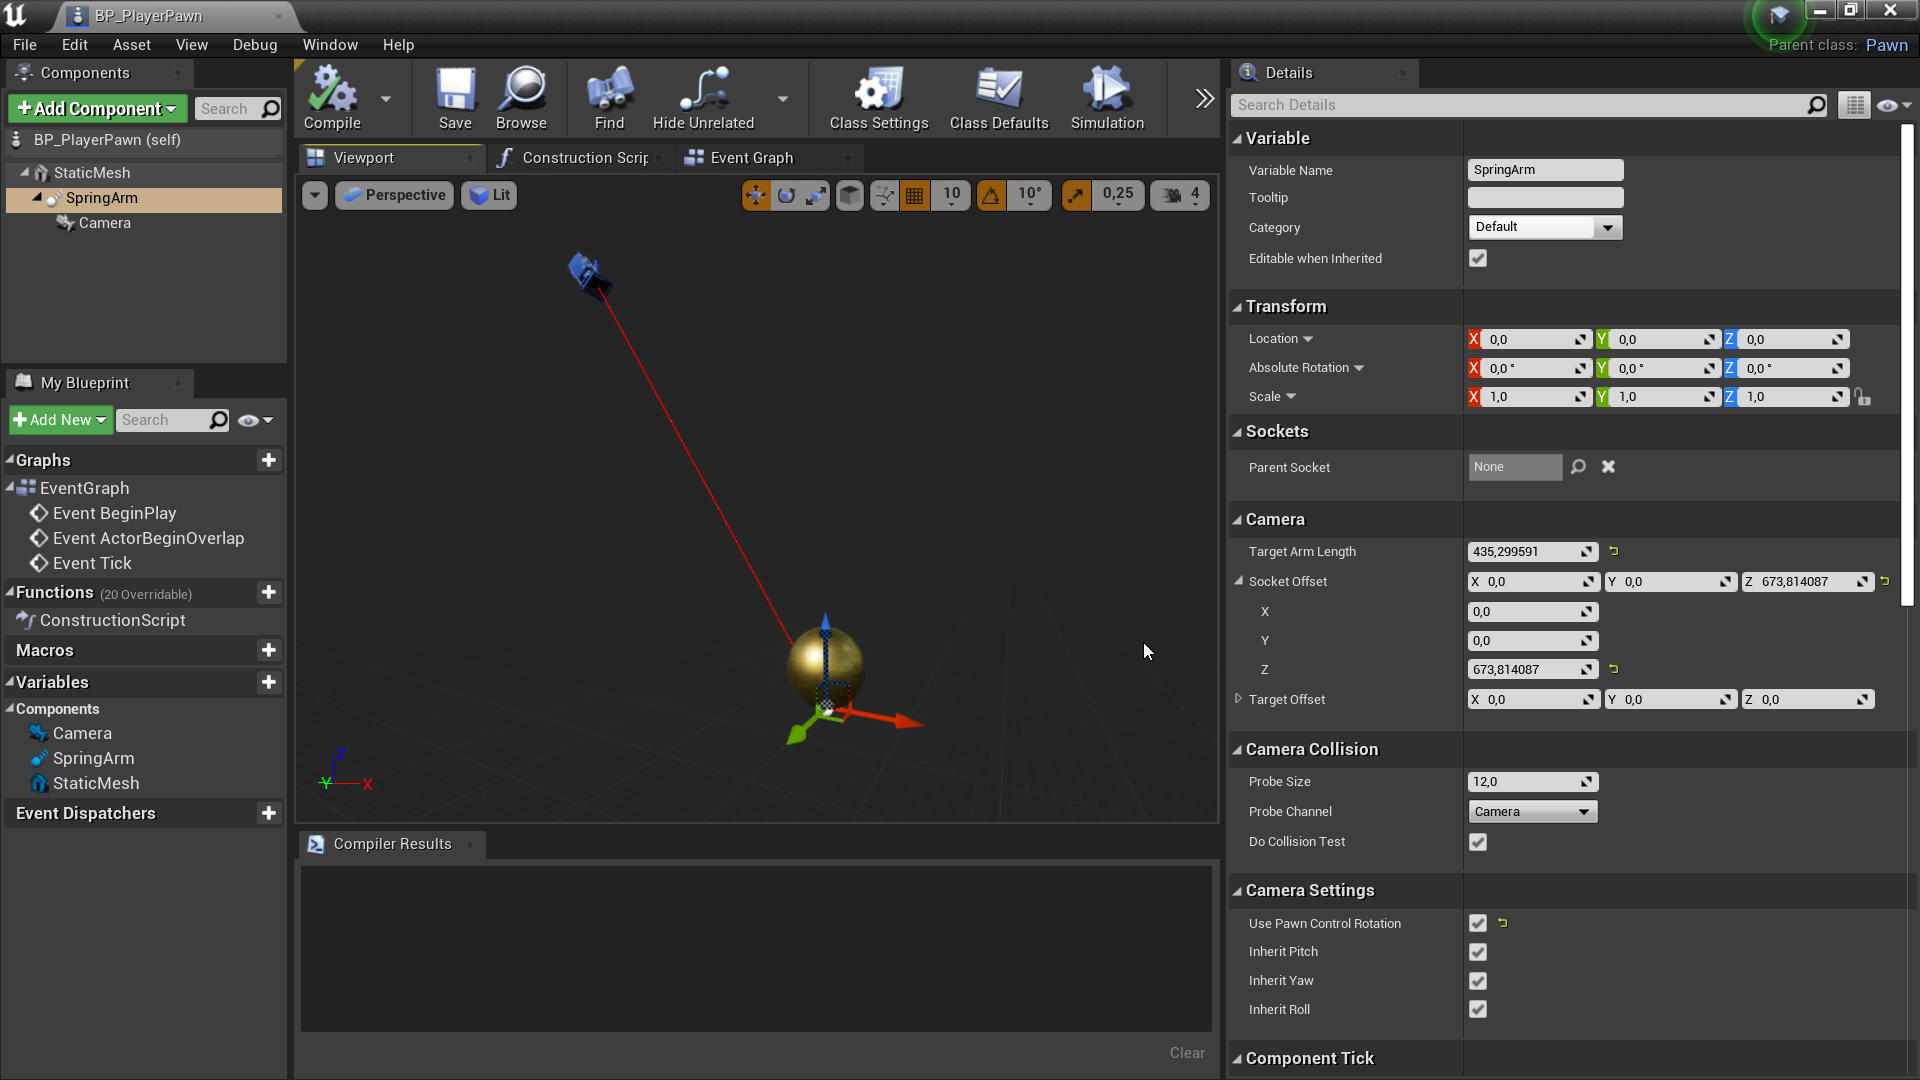 BP_PlayerPawn
File Edit Asset View Debug Window Help
Parent class: Pawn
Components
Add Component
Search
BP_PlayerPawn (self)
StaticMesh
SpringArm
Camera
My Blueprint
Add New
Search
Graphs
EventGraph
Event BeginPlay
Event ActorBeginOverlap
Event Tick
Functions (20 Overridable)
ConstructionScript
Macros
Variables
Components
Camera
SpringArm
StaticMesh
Event Dispatchers
Compile
Save
Browse
Find
Hide Unrelated
Class Settings
Class Defaults
Simulation
Viewport
Construction Scrip
Event Graph
Perspective
Lit
10
10°
0,25
4
Z
Y
X
Compiler Results
Clear
Details
Search Details
Variable
Variable Name SpringArm
Tooltip
Category Default
Editable when Inherited
Transform
Location X 0,0 Y 0,0 Z 0,0
Absolute Rotation X 0,0 ° Y 0,0 ° Z 0,0 °
Scale X 1,0 Y 1,0 Z 1,0
Sockets
Parent Socket None
Camera
Target Arm Length 435,299591
Socket Offset X 0,0 Y 0,0 Z 673,814087
X 0,0
Y 0,0
Z 673,814087
Target Offset X 0,0 Y 0,0 Z 0,0
Camera Collision
Probe Size 12,0
Probe Channel Camera
Do Collision Test
Camera Settings
Use Pawn Control Rotation
Inherit Pitch
Inherit Yaw
Inherit Roll
Component Tick